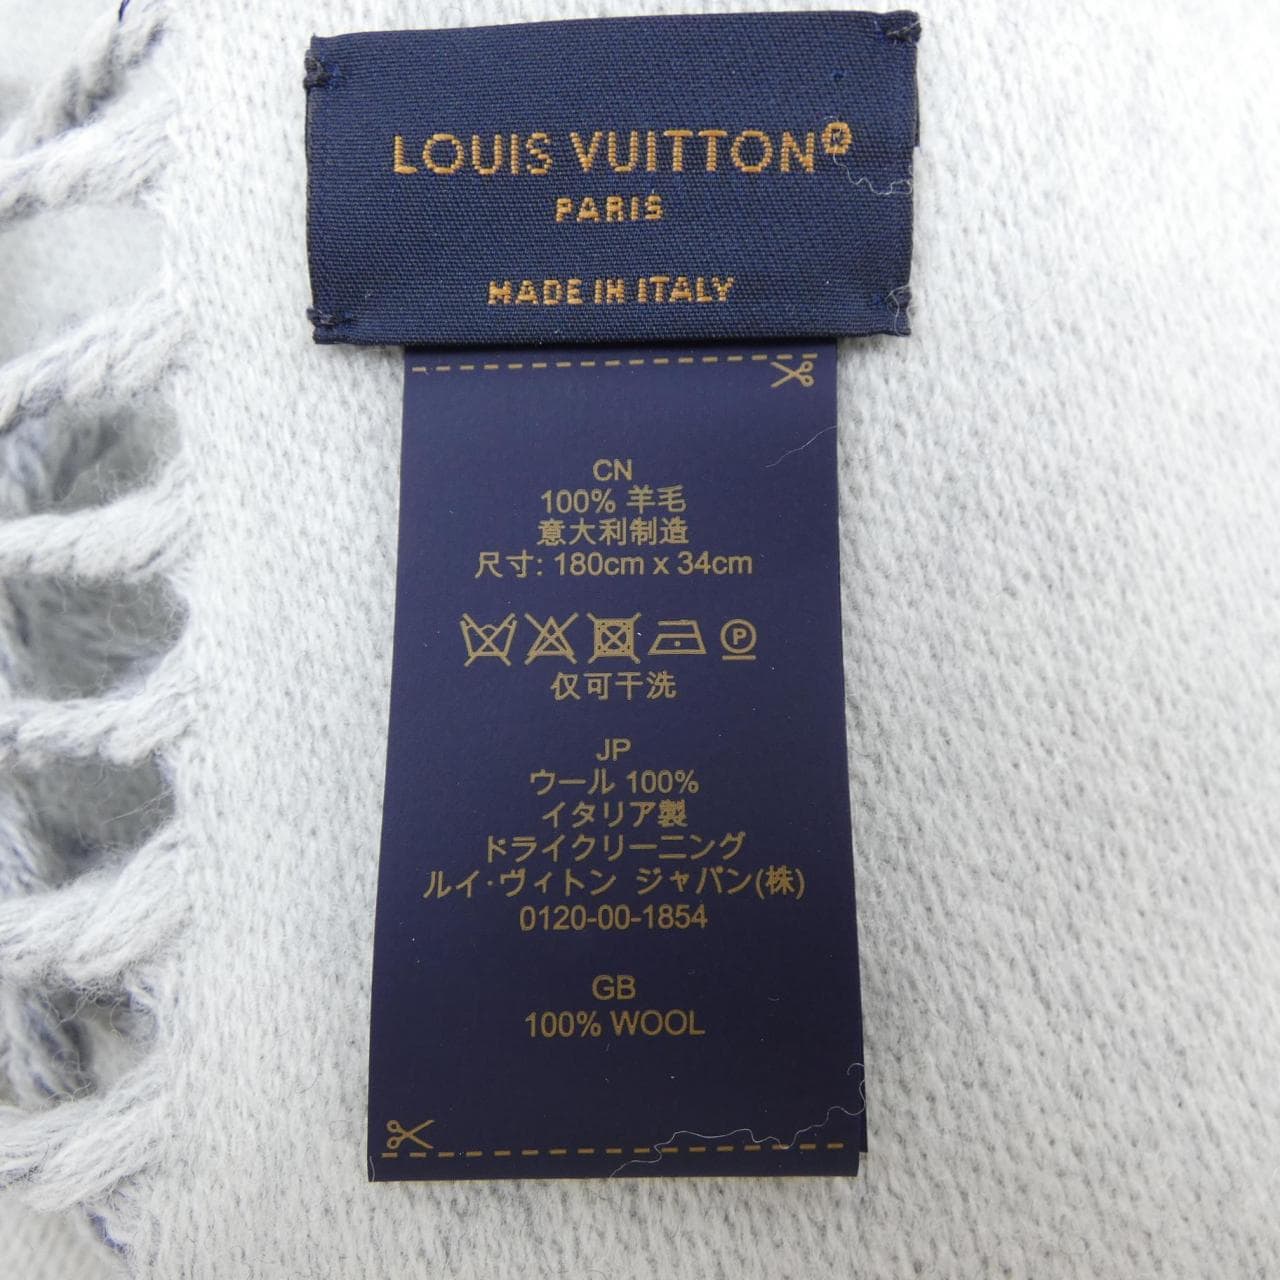 LOUIS VUITTON®
PARIS
MADE IN ITALY
CN
100% 羊毛
意大利制造
尺寸: 180cm x 34cm
P
仅可干洗
JP
ウール 100%
イタリア製
ドライクリーニング
ルイ·ヴィトン ジャパン(株)
0120-00-1854
GB
100% WOOL